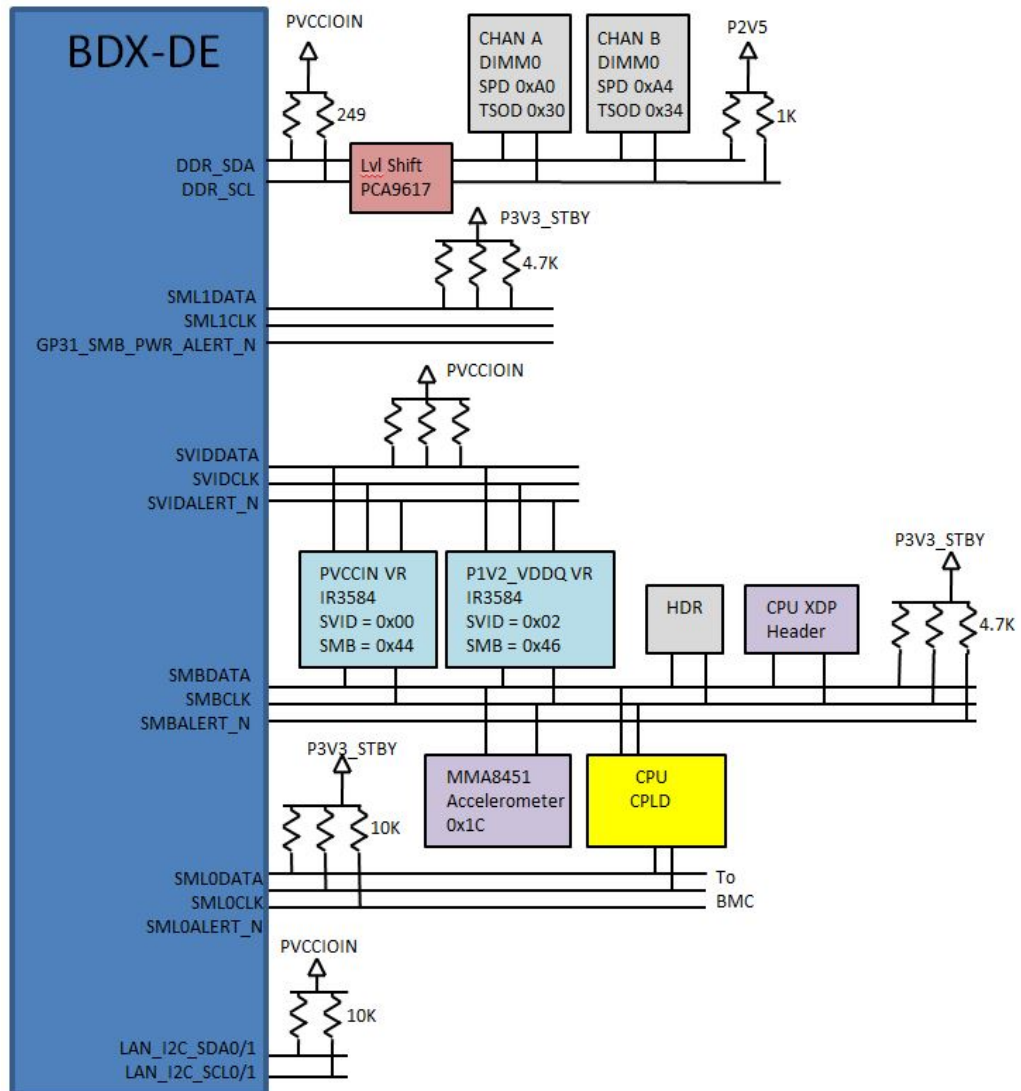 BDX-DE
PVCCIOIN
249
CHAN A
DIMM0
SPD 0xA0
TSOD 0x30
CHAN B
DIMM0
SPD 0xA4
TSOD 0x34
P2V5
1K
DDR_SDA
DDR_SCL
Lvl Shift
PCA9617
P3V3_STBY
4.7K
SML1DATA
SML1CLK
GP31_SMB_PWR_ALERT_N
PVCCIOIN
SVIDDATA
SVIDCLK
SVIDALERT_N
PVCCIN VR
IR3584
SVID = 0x00
SMB = 0x44
P1V2_VDDQ VR
IR3584
SVID = 0x02
SMB = 0x46
HDR
CPU XDP
Header
P3V3_STBY
4.7K
SMBDATA
SMBCLK
SMBALERT_N
P3V3_STBY
10K
MMA8451
Accelerometer
0x1C
CPU
CPLD
SML0DATA
SML0CLK
SML0ALERT_N
To
BMC
PVCCIOIN
10K
LAN_I2C_SDA0/1
LAN_I2C_SCL0/1